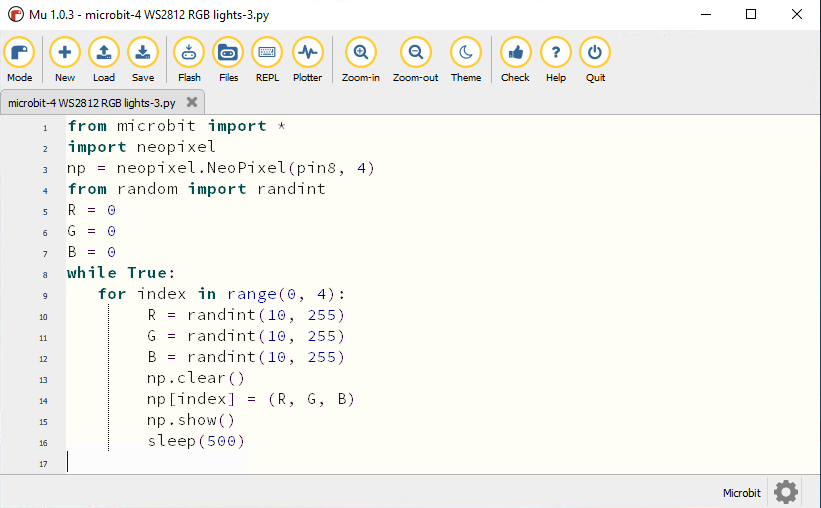 Mu 1.0.3 - microbit-4 WS2812 RGB lights-3.py
Mode New Load Save Flash Files REPL Plotter Zoom-in Zoom-out Theme Check Help Quit
microbit-4 WS2812 RGB lights-3.py
1 from microbit import *
2 import neopixel
3 np = neopixel.NeoPixel(pin8, 4)
4 from random import randint
5 R = 0
6 G = 0
7 B = 0
8 while True:
9 for index in range(0, 4):
10 R = randint(10, 255)
11 G = randint(10, 255)
12 B = randint(10, 255)
13 np.clear()
14 np[index] = (R, G, B)
15 np.show()
16 sleep(500)
17
Microbit